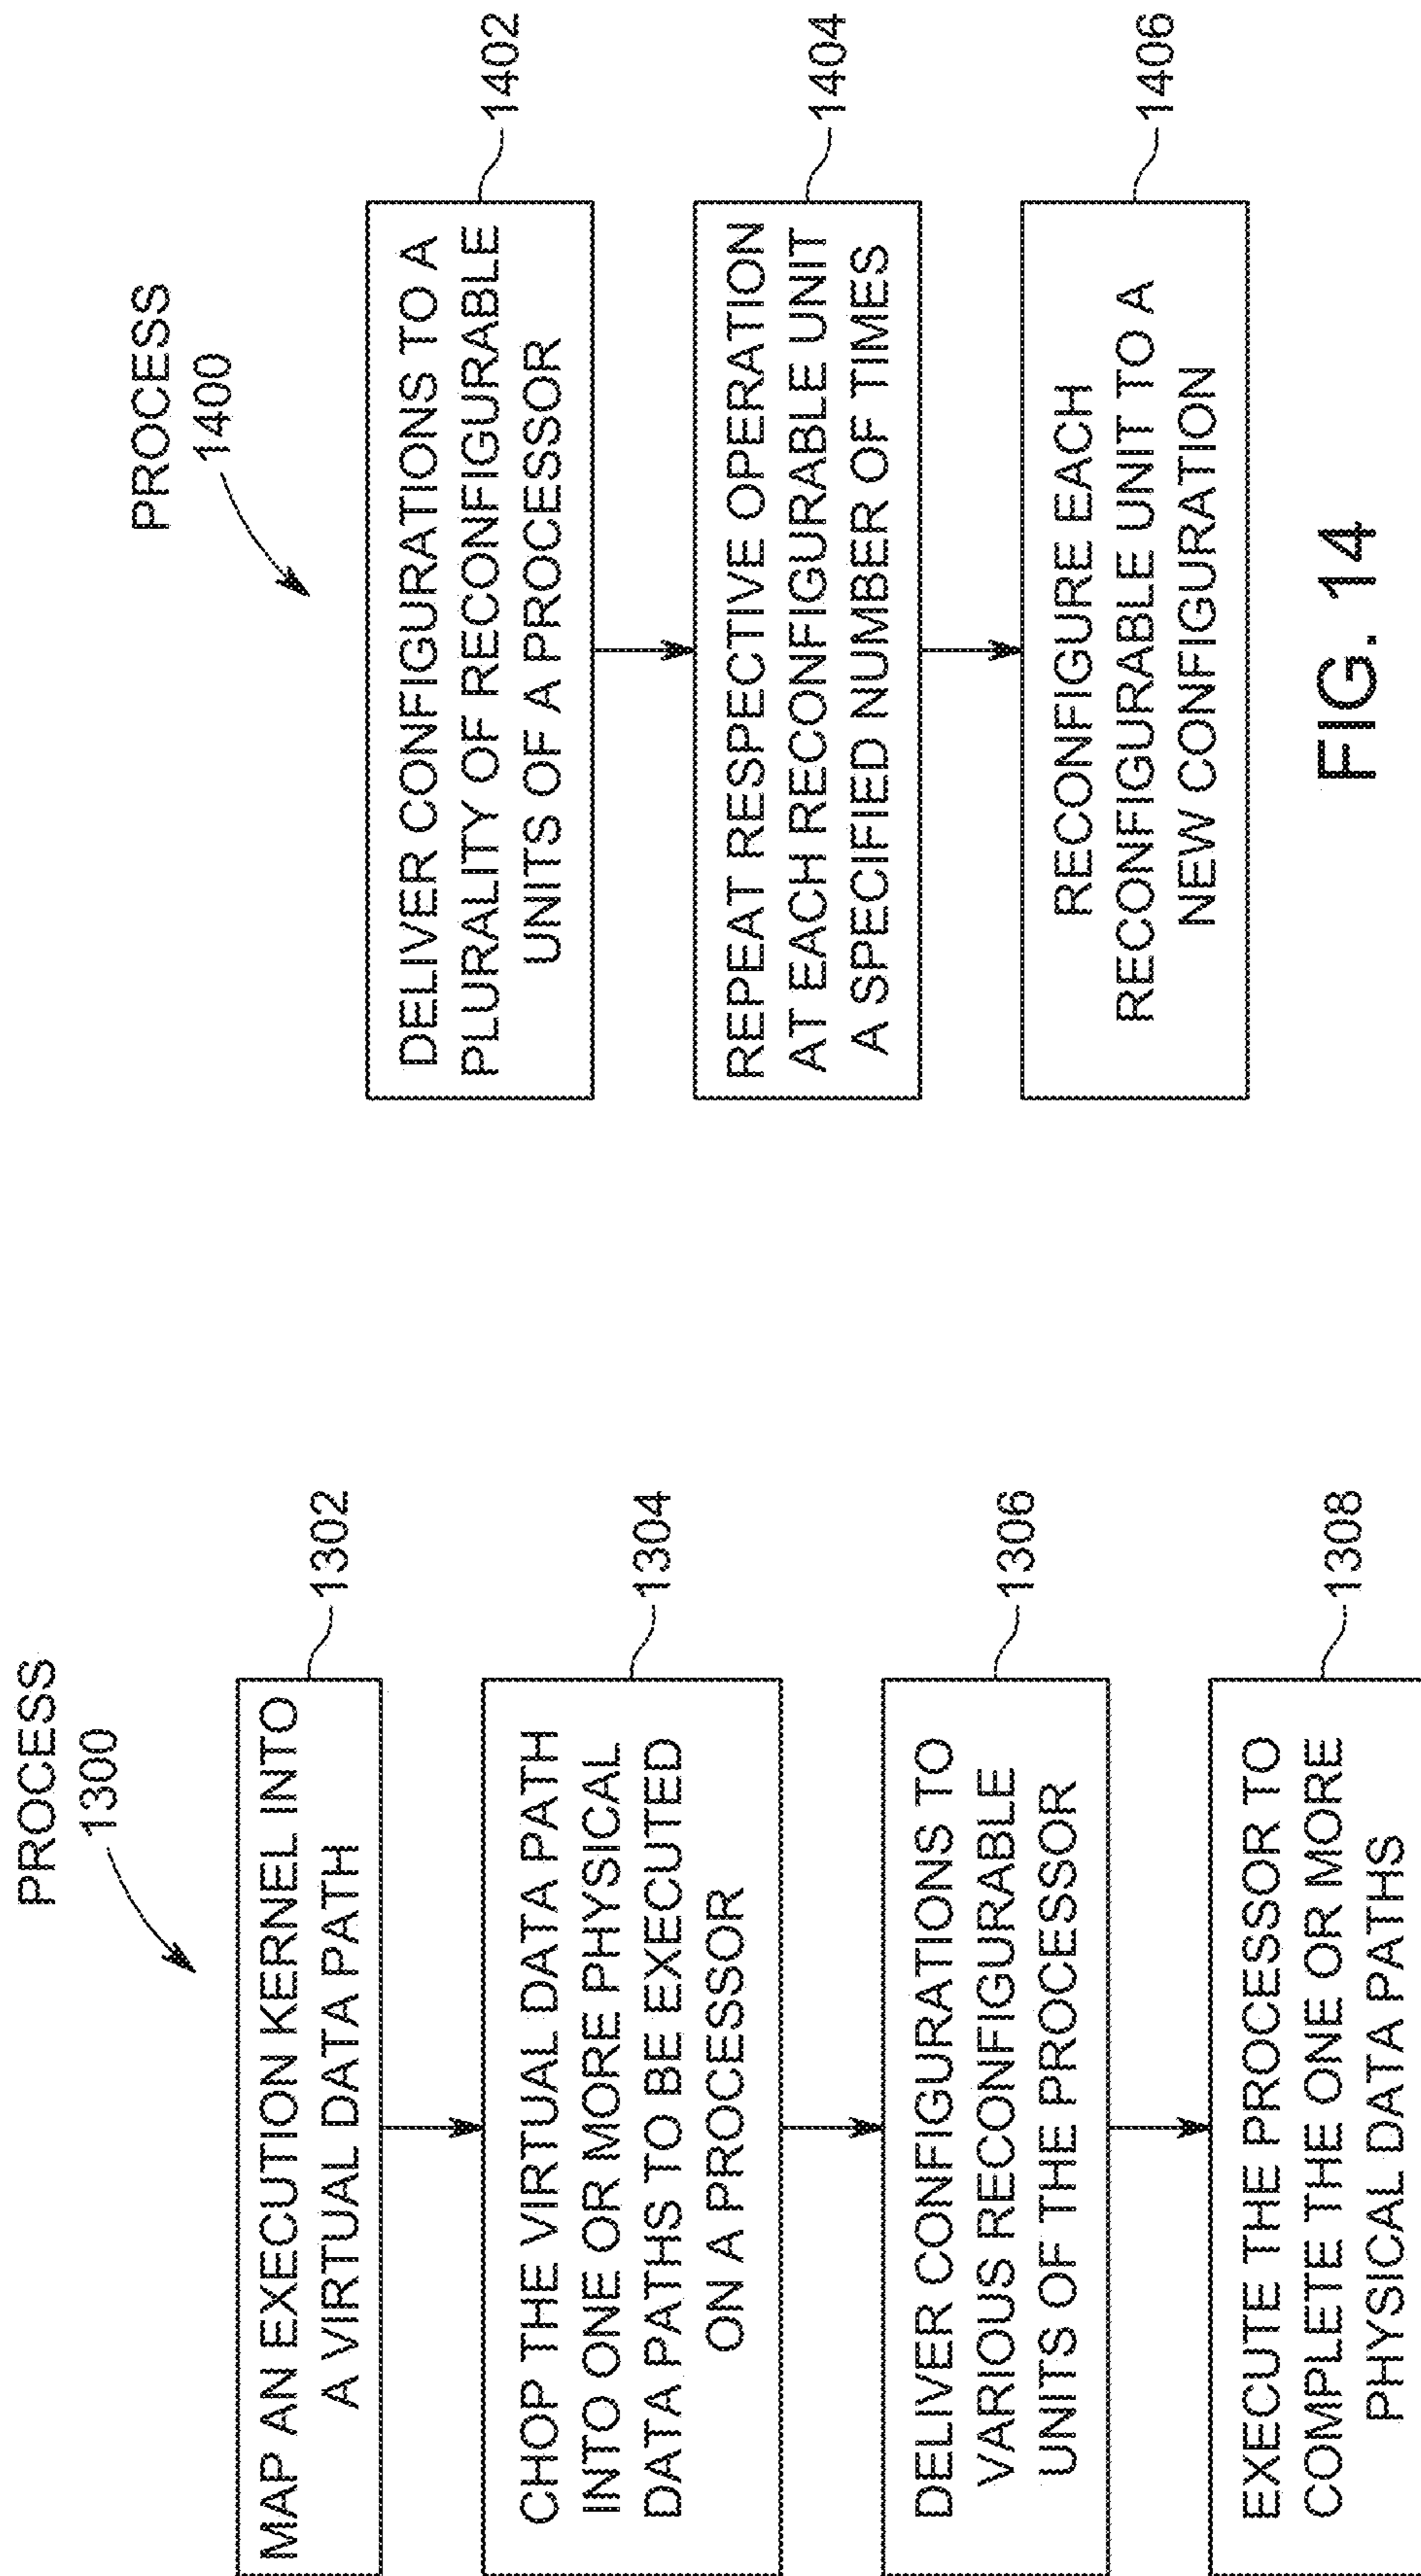 PROCESS
1300
MAP AN EXECUTION KERNEL INTO
A VIRTUAL DATA PATH
1302
CHOP THE VIRTUAL DATA PATH
INTO ONE OR MORE PHYSICAL
DATA PATHS TO BE EXECUTED
ON A PROCESSOR
1304
DELIVER CONFIGURATIONS TO
VARIOUS RECONFIGURABLE
UNITS OF THE PROCESSOR
1306
EXECUTE THE PROCESSOR TO
COMPLETE THE ONE OR MORE
PHYSICAL DATA PATHS
1308
PROCESS
1400
DELIVER CONFIGURATIONS TO A
PLURALITY OF RECONFIGURABLE
UNITS OF A PROCESSOR
1402
REPEAT RESPECTIVE OPERATION
AT EACH RECONFIGURABLE UNIT
A SPECIFIED NUMBER OF TIMES
1404
RECONFIGURE EACH
RECONFIGURABLE UNIT TO A
NEW CONFIGURATION
1406
FIG. 14